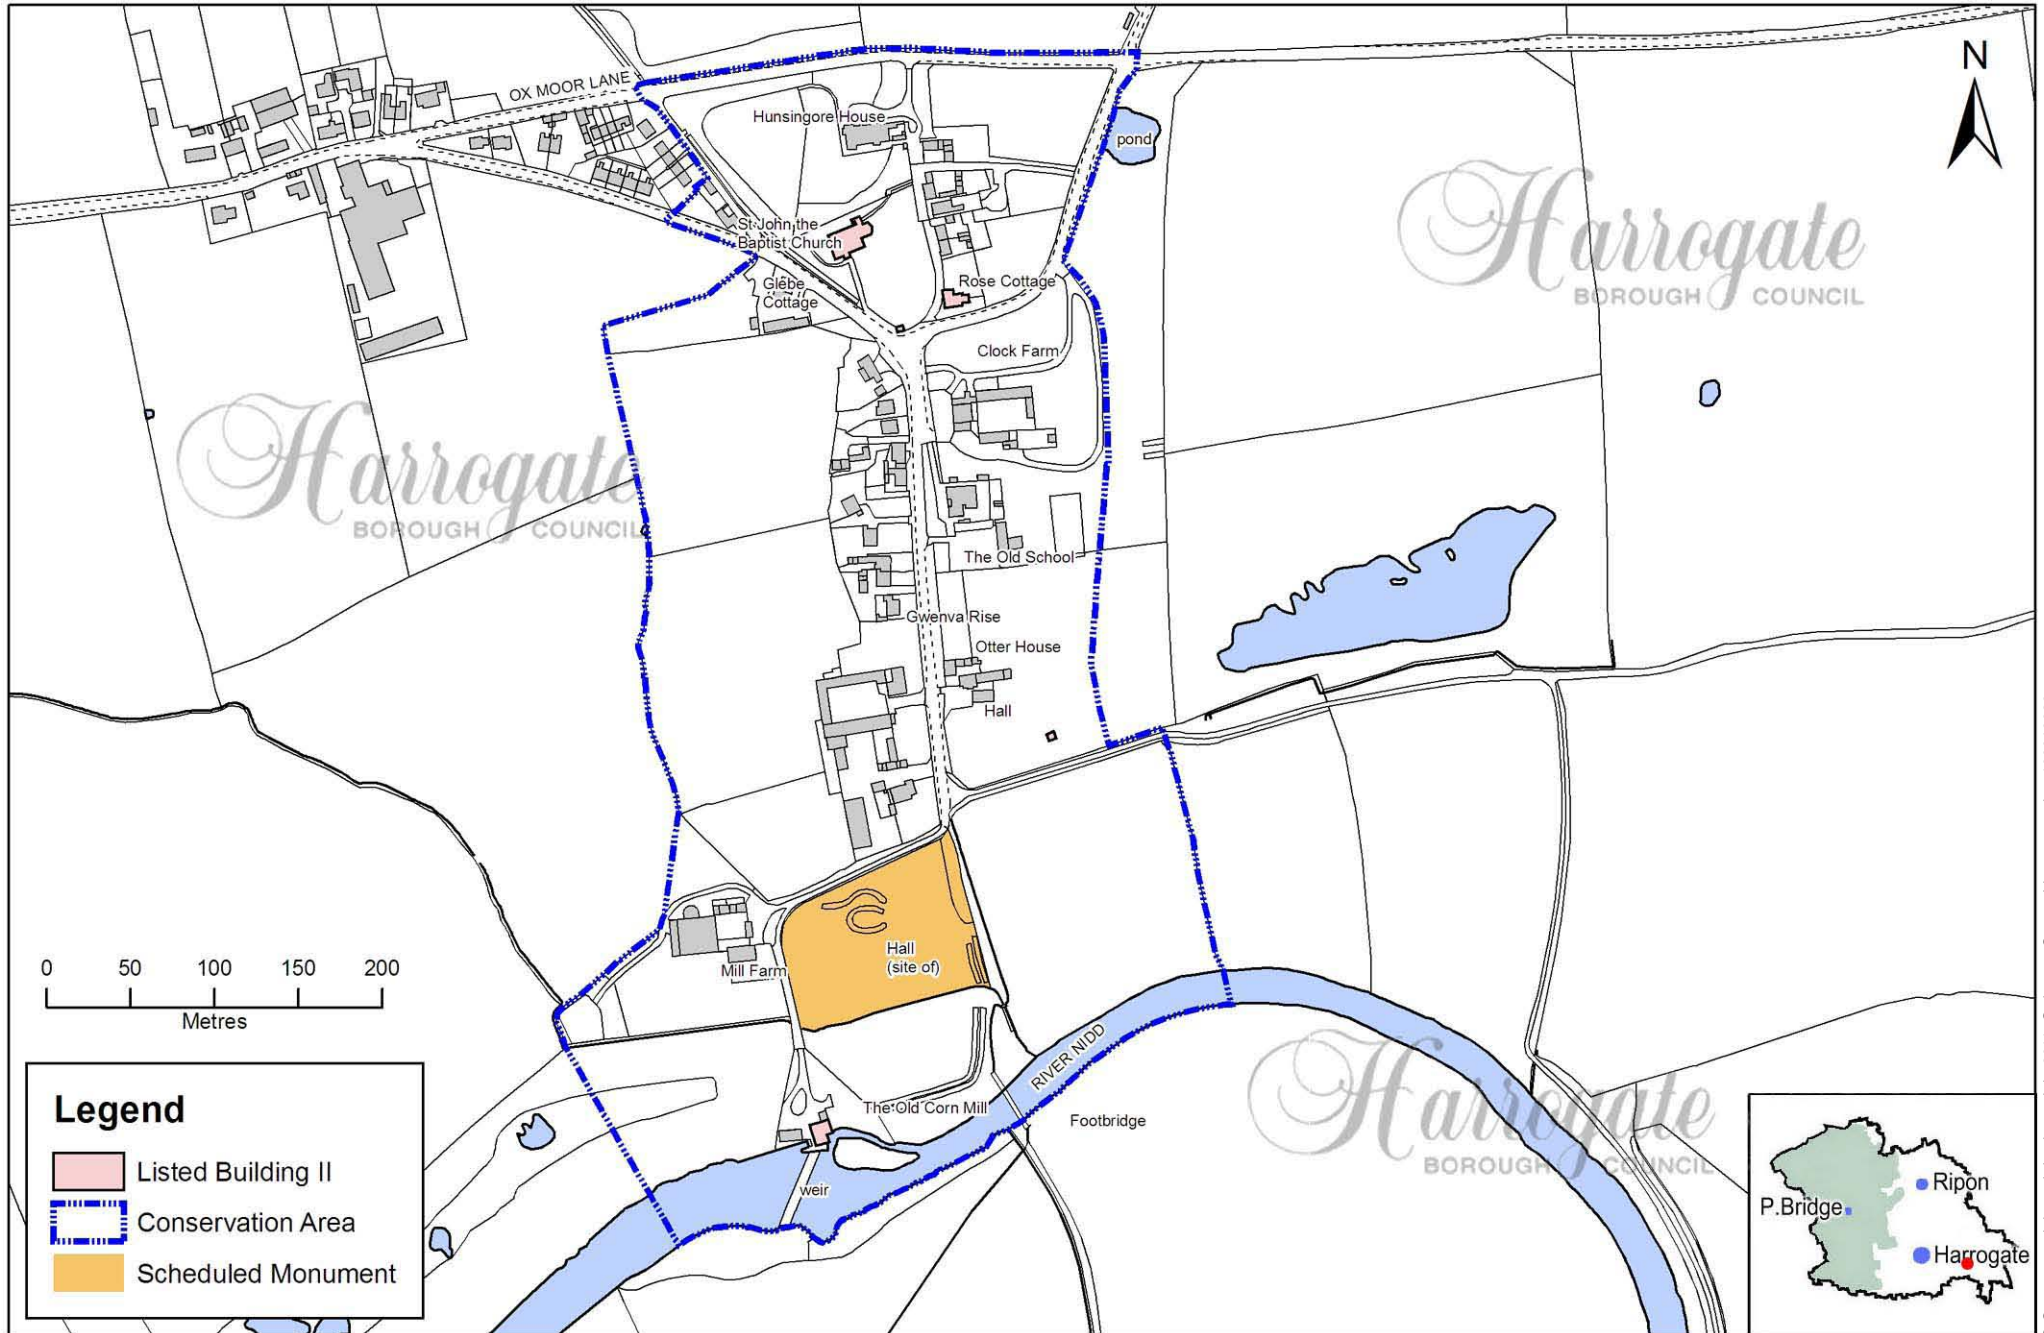 OX MOOR LANE
N
Hunsingore House
pond
Harrogate
BOROUGH COUNCIL
St John the
Baptist Church
Rose Cottage
Glebe
Cottage
Clock Farm
Harrogate
BOROUGH COUNCIL
The Old School
Gwenva Rise
Otter House
Hall
Hall
(site of)
Mill Farm
0 50 100 150 200
Metres
RIVER NIDD
The Old Corn Mill
Footbridge
weir
Harrogate
BOROUGH COUNCIL
Legend
Listed Building II
Conservation Area
Scheduled Monument
Ripon
P.Bridge
Harrogate